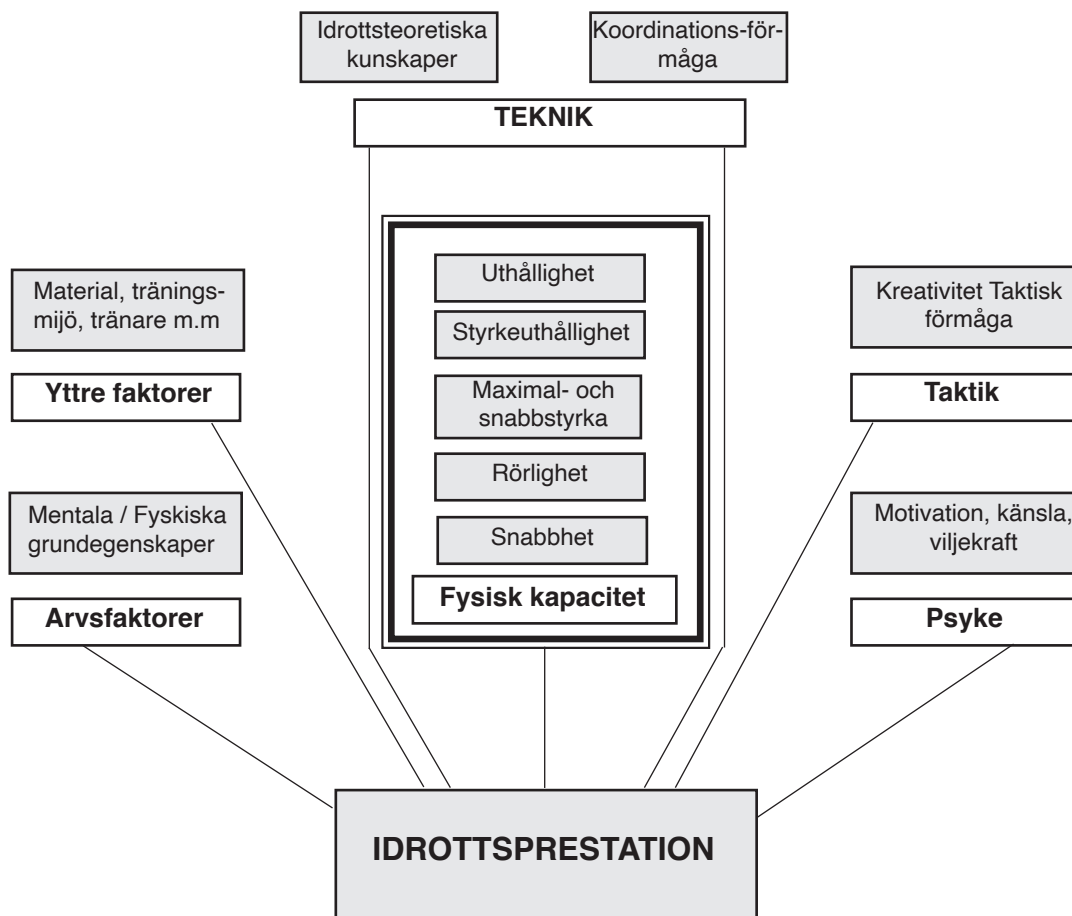 Idrottsteoretiska
kunskaper
Koordinations-för-
måga
TEKNIK
Uthållighet
Styrkeuthållighet
Maximal- och
snabbstyrka
Rörlighet
Snabbhet
Fysisk kapacitet
Material, tränings-
mijö, tränare m.m
Yttre faktorer
Mentala / Fyskiska
grundegenskaper
Arvsfaktorer
Kreativitet Taktisk
förmåga
Taktik
Motivation, känsla,
viljekraft
Psyke
IDROTTSPRESTATION